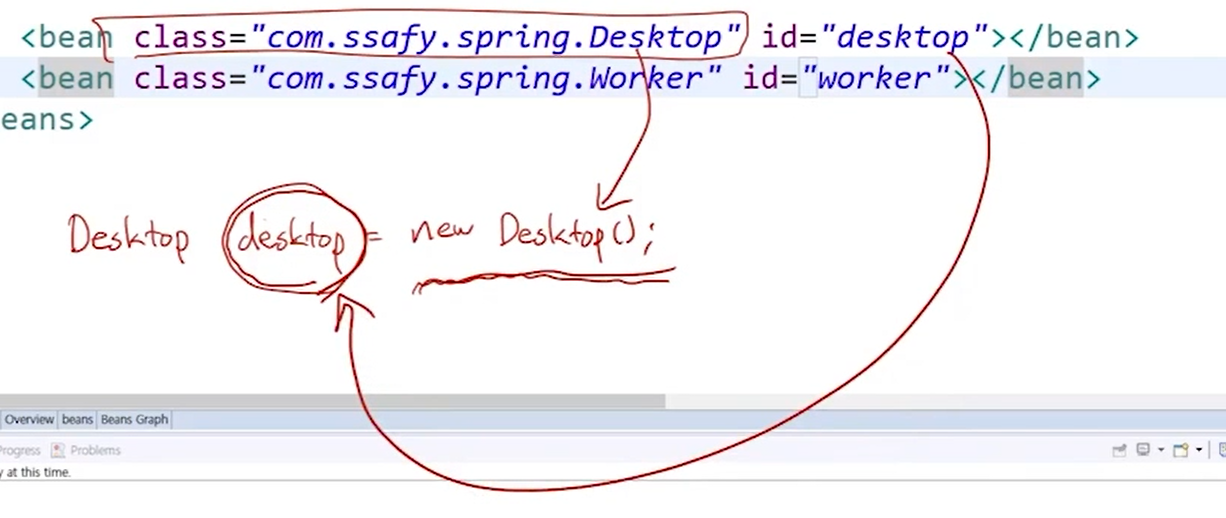 <bean class="com.ssafy.spring.Desktop" id="desktop"></bean>
<bean class="com.ssafy.spring.Worker" id="worker"></bean>
eans>
Desktop desktop = new Desktop();
Overview beans Beans Graph
Progress Problems
y at this time.